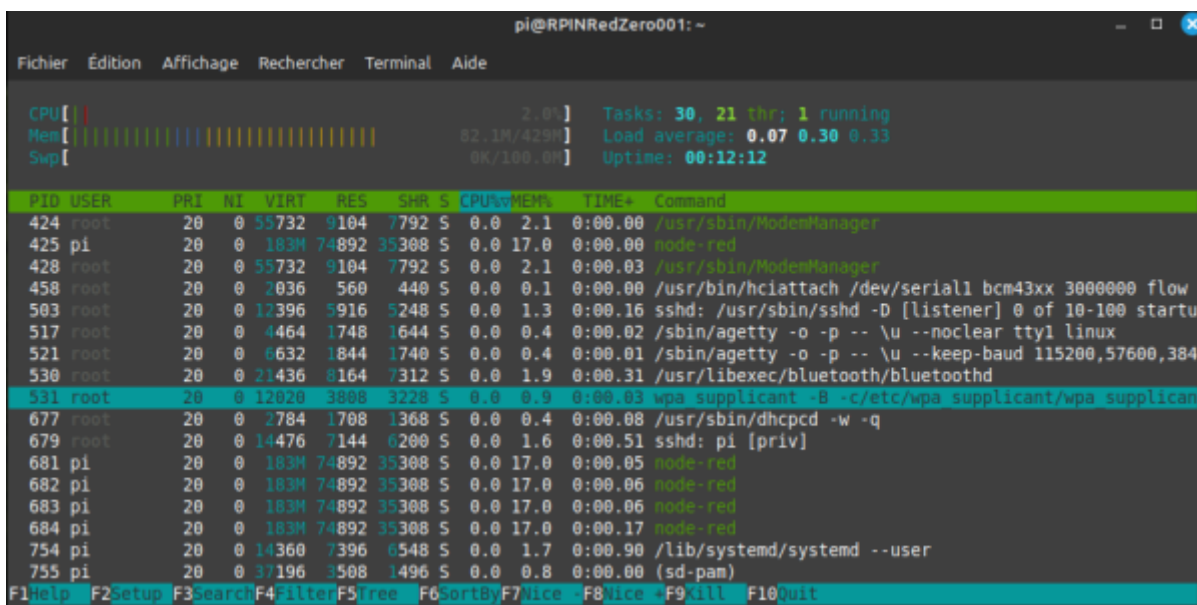 pi@RPINRedZero001: ~
Fichier Édition Affichage Rechercher Terminal Aide
CPU[|| 2.0%] Tasks: 30, 21 thr; 1 running
Mem[|||||||||||||||||||||||||||||||| 82.1M/429M] Load average: 0.07 0.30 0.33
Swp[ 0K/100.0M] Uptime: 00:12:12
PID USER PRI NI VIRT RES SHR S CPU%▽MEM% TIME+ Command
424 root 20 0 55732 9104 7792 S 0.0 2.1 0:00.00 /usr/sbin/ModemManager
425 pi 20 0 183M 74892 35308 S 0.0 17.0 0:00.00 node-red
428 root 20 0 55732 9104 7792 S 0.0 2.1 0:00.03 /usr/sbin/ModemManager
458 root 20 0 2036 560 440 S 0.0 0.1 0:00.00 /usr/bin/hciattach /dev/serial1 bcm43xx 3000000 flow
503 root 20 0 12396 5916 5248 S 0.0 1.3 0:00.16 sshd: /usr/sbin/sshd -D [listener] 0 of 10-100 startu
517 root 20 0 4464 1748 1644 S 0.0 0.4 0:00.02 /sbin/agetty -o -p -- \u --noclear tty1 linux
521 root 20 0 6632 1844 1740 S 0.0 0.4 0:00.01 /sbin/agetty -o -p -- \u --keep-baud 115200,57600,384
530 root 20 0 21436 8164 7312 S 0.0 1.9 0:00.31 /usr/libexec/bluetooth/bluetoothd
531 root 20 0 12020 3808 3228 S 0.0 0.9 0:00.03 wpa_supplicant -B -c/etc/wpa_supplicant/wpa_supplican
677 root 20 0 2784 1708 1368 S 0.0 0.4 0:00.08 /usr/sbin/dhcpcd -w -q
679 root 20 0 14476 7144 6200 S 0.0 1.6 0:00.51 sshd: pi [priv]
681 pi 20 0 183M 74892 35308 S 0.0 17.0 0:00.05 node-red
682 pi 20 0 183M 74892 35308 S 0.0 17.0 0:00.06 node-red
683 pi 20 0 183M 74892 35308 S 0.0 17.0 0:00.06 node-red
684 pi 20 0 183M 74892 35308 S 0.0 17.0 0:00.17 node-red
754 pi 20 0 14360 7396 6548 S 0.0 1.7 0:00.90 /lib/systemd/systemd --user
755 pi 20 0 37196 3508 1496 S 0.0 0.8 0:00.00 (sd-pam)
F1Help F2Setup F3SearchF4FilterF5Tree F6SortByF7Nice -F8Nice +F9Kill F10Quit